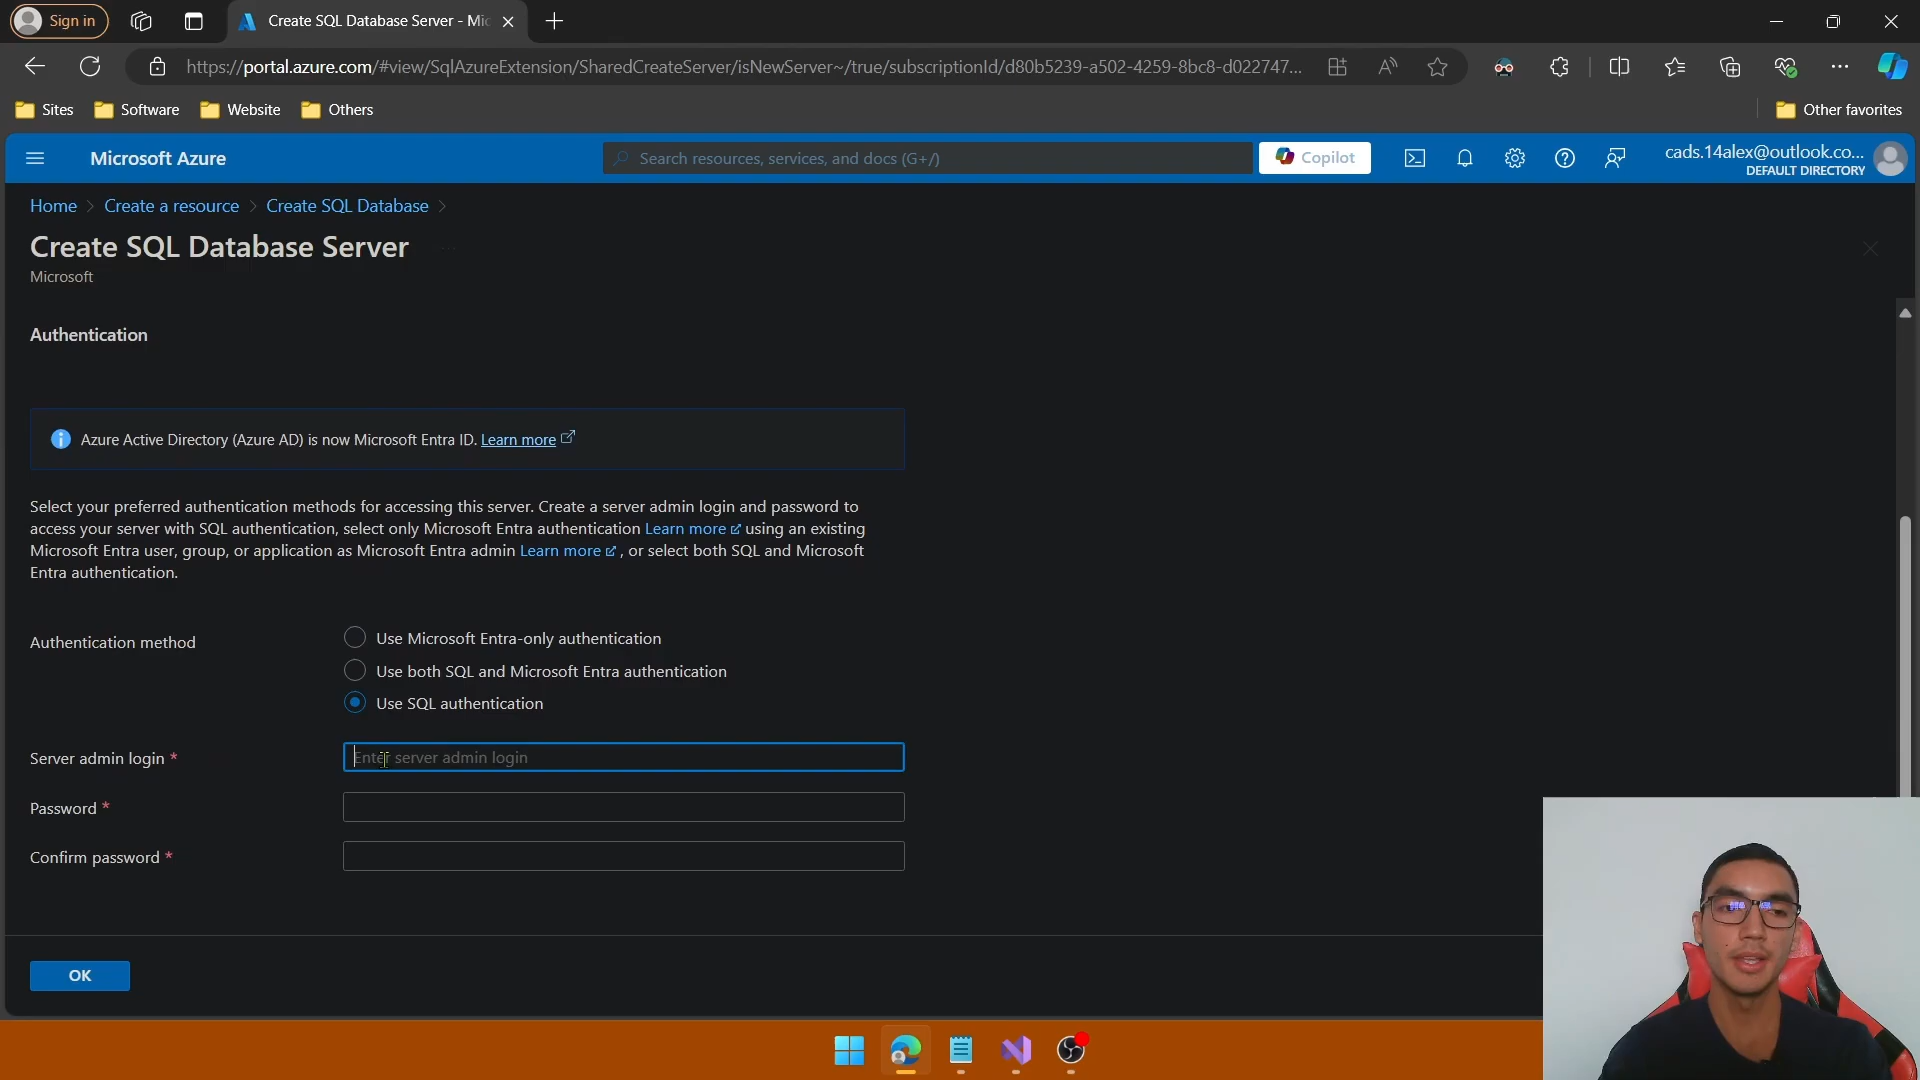 Sign in
Create SQL Database Server - Mic
https://portal.azure.com/#view/SqlAzureExtension/SharedCreateServer/isNewServer~/true/subscriptionId/d80b5239-a502-4259-8bc8-d022747...
Sites
Software
Website
Others
Other favorites
Microsoft Azure
Search resources, services, and docs (G+/)
Copilot
cads.14alex@outlook.co...
DEFAULT DIRECTORY
Home > Create a resource > Create SQL Database >
Create SQL Database Server ...
Microsoft
Authentication
Azure Active Directory (Azure AD) is now Microsoft Entra ID. Learn more
Select your preferred authentication methods for accessing this server. Create a server admin login and password to
access your server with SQL authentication, select only Microsoft Entra authentication Learn more using an existing
Microsoft Entra user, group, or application as Microsoft Entra admin Learn more , or select both SQL and Microsoft
Entra authentication.
Authentication method
Use Microsoft Entra-only authentication
Use both SQL and Microsoft Entra authentication
Use SQL authentication
Server admin login *
Enter server admin login
Password *
Confirm password *
OK